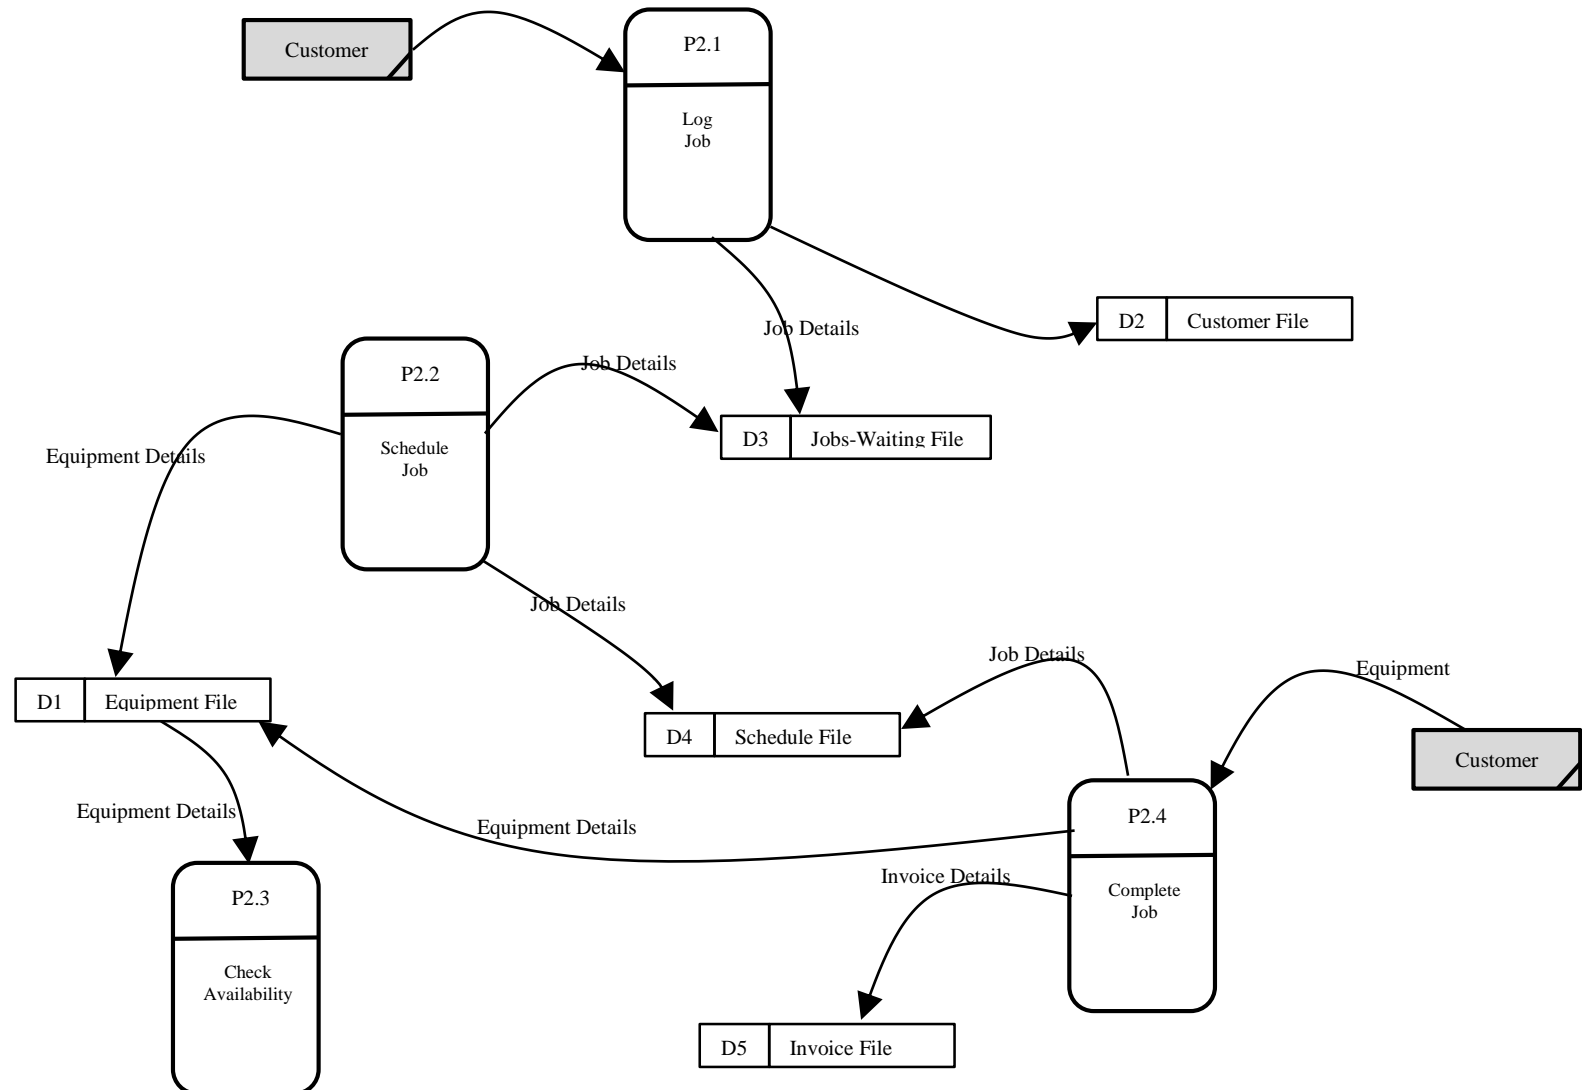 Customer
P2.1
Log
Job
D2
Customer File
Job Details
Job Details
P2.2
D3
Jobs-Waiting File
Schedule
Job
Equipment Details
Job Details
Job Details
Equipment
D1
Equipment File
D4
Schedule File
Customer
Equipment Details
Equipment Details
P2.4
Invoice Details
Complete
Job
P2.3
Check
Availability
D5
Invoice File